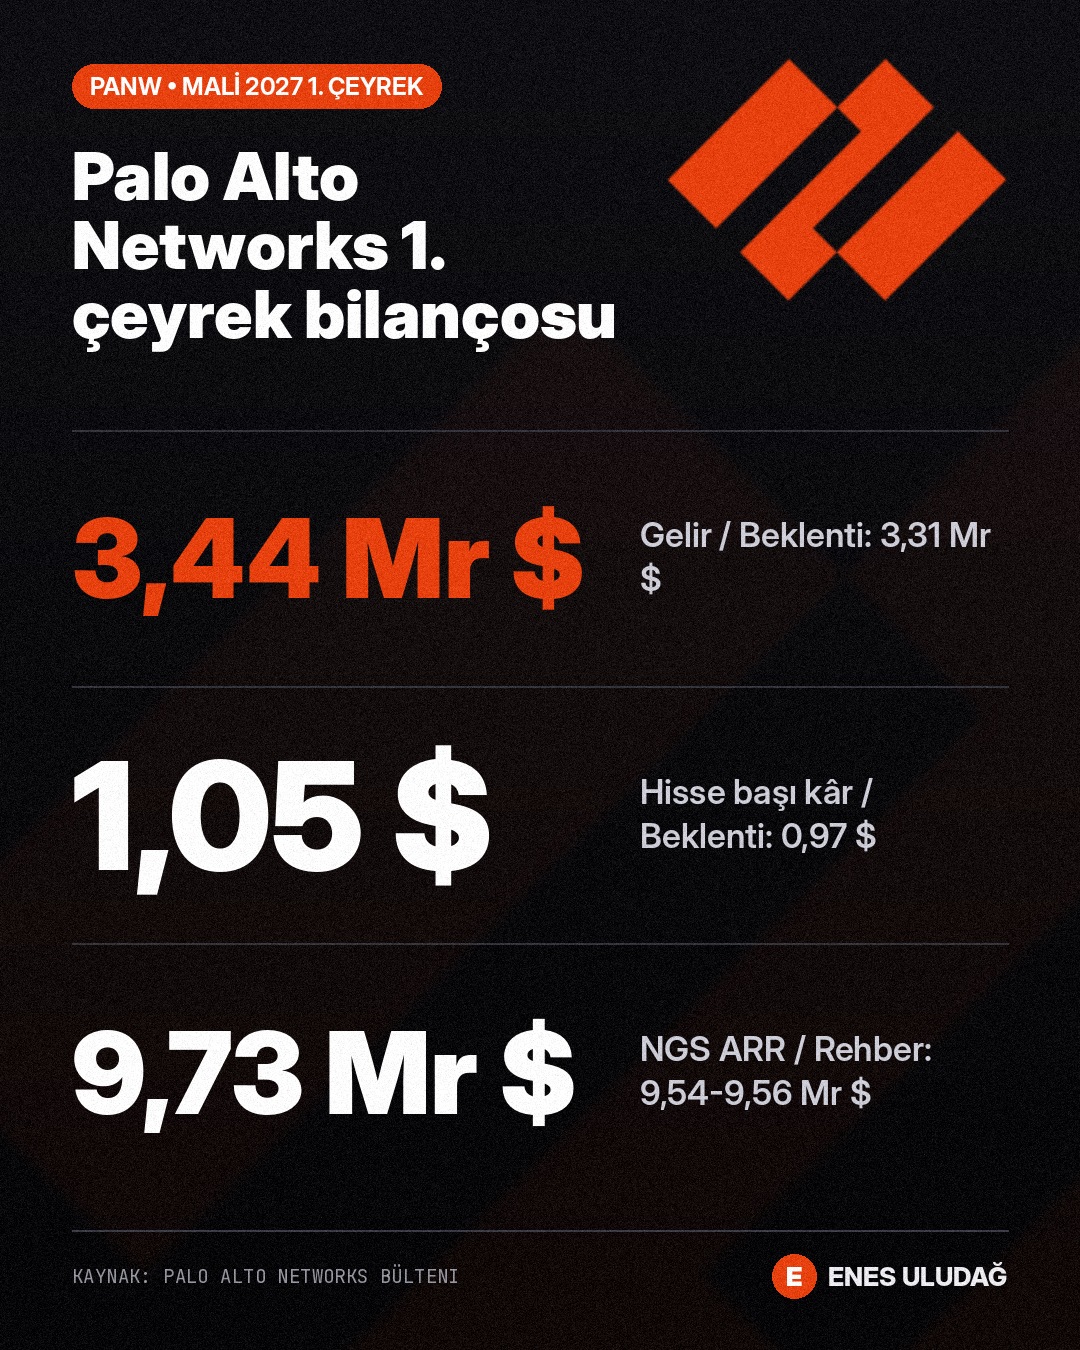 PANW • MALİ 2027 1. ÇEYREK
Palo Alto
Networks 1.
çeyrek bilançosu
3,44 Mr $
Gelir / Beklenti: 3,31 Mr
$
1,05 $
Hisse başı kâr /
Beklenti: 0,97 $
9,73 Mr $
NGS ARR / Rehber:
9,54-9,56 Mr $
KAYNAK: PALO ALTO NETWORKS BÜLTENI
E ENES ULUDAĞ